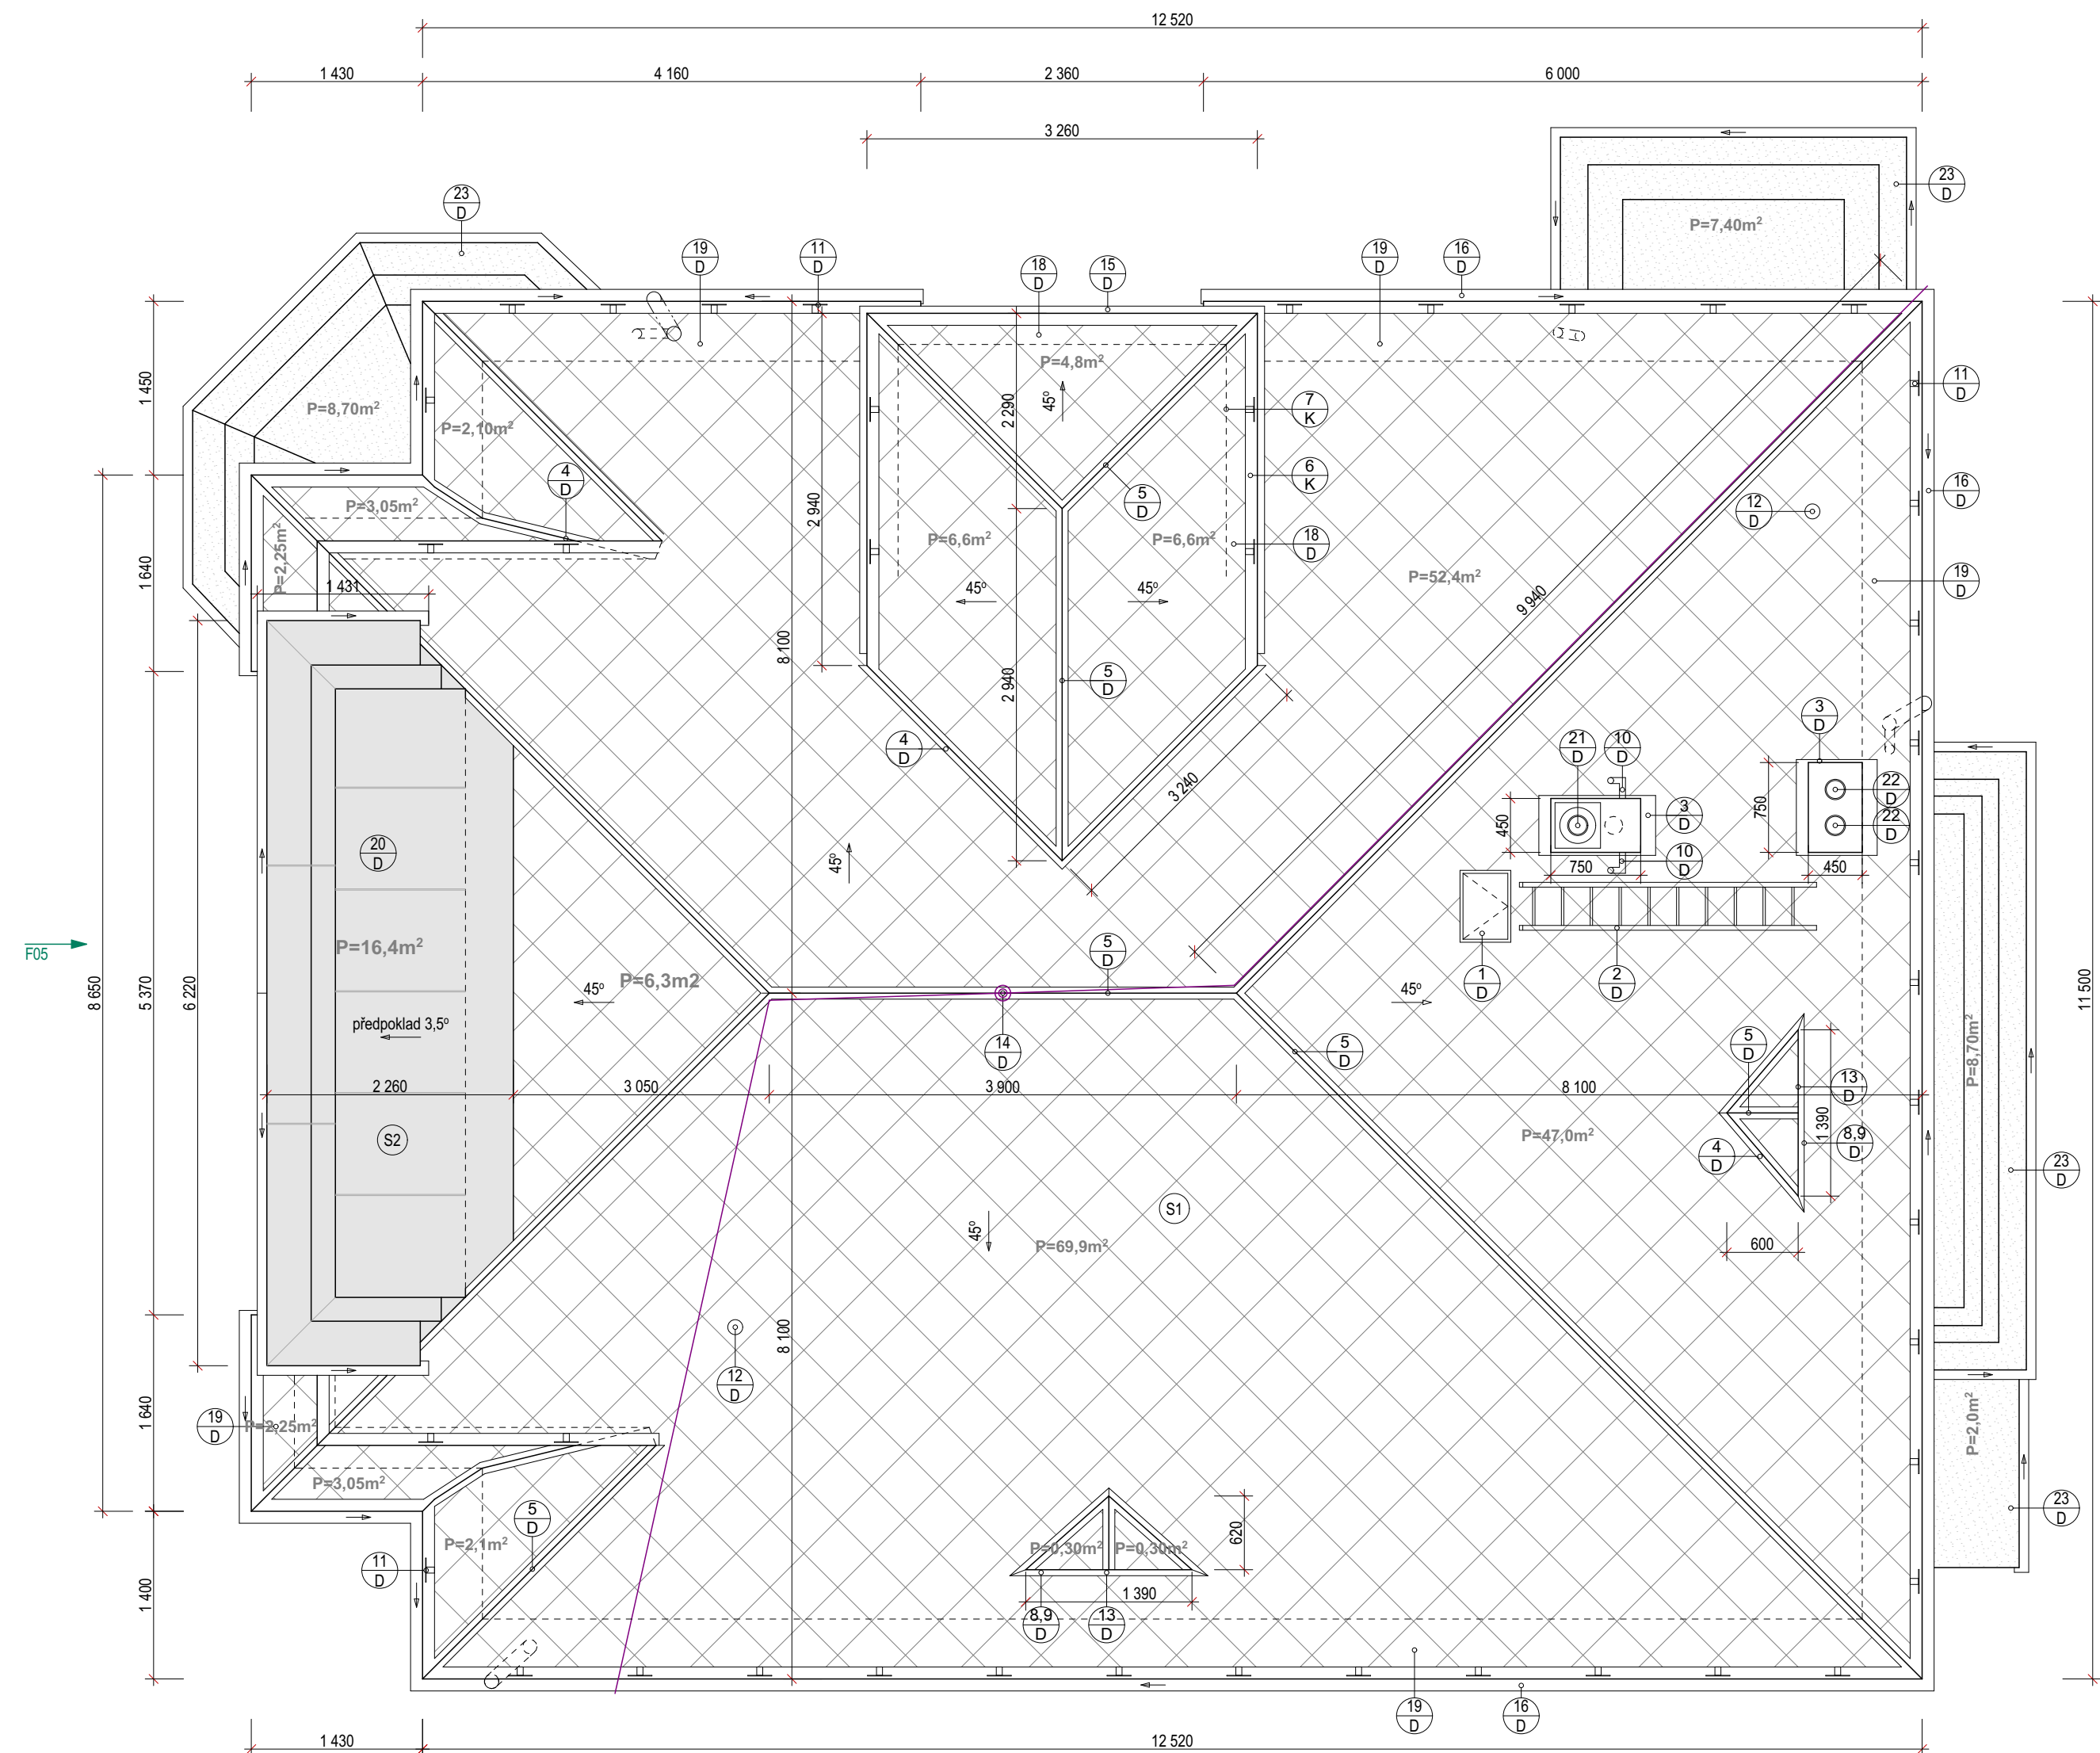 12 520
1 430
4 160
2 360
6 000
3 260
23
D
23
D
P=7,40m²
19
D
11
D
18
D
15
D
19
D
16
D
P=4,8m²
1 450
P=8,70m²
P=2,10m²
2 290
45º
7
K
11
D
4
D
5
D
6
K
16
D
P=3,05m²
12
D
2 940
P=2,25m²
P=6,6m²
P=6,6m²
18
D
P=52,4m²
19
D
1 640
1 431
45º
45º
9 940
8 100
2 940
5
D
3
D
4
D
21
D
10
D
3 240
22
D
750
3
D
450
22
D
20
D
45º
10
D
750
450
F05
P=16,4m²
P=6,3m2
5
D
1
D
2
D
8 650
5 370
6 220
45º
45º
11 500
předpoklad 3,5º
14
D
5
D
5
D
P=8,70m²
2 260
3 050
3 900
8 100
13
D
1 390
S2
P=47,0m²
4
D
8,9
D
23
D
S1
45º
P=69,9m²
600
8 100
12
D
1 640
19
D
P=2,25m²
P=2,0m²
P=3,05m²
5
D
23
D
620
P=2,1m²
P=0,30m²
P=0,30m²
11
D
1 400
1 390
8,9
D
13
D
19
D
16
D
1 430
12 520